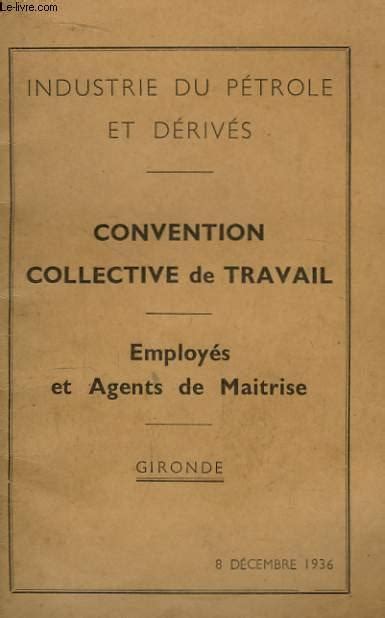 Le-livre.com
INDUSTRIE DU PÉTROLE
ET DÉRIVÉS
CONVENTION
COLLECTIVE de TRAVAIL
Employés
et Agents de Maitrise
GIRONDE
8 DÉCEMBRE 1936